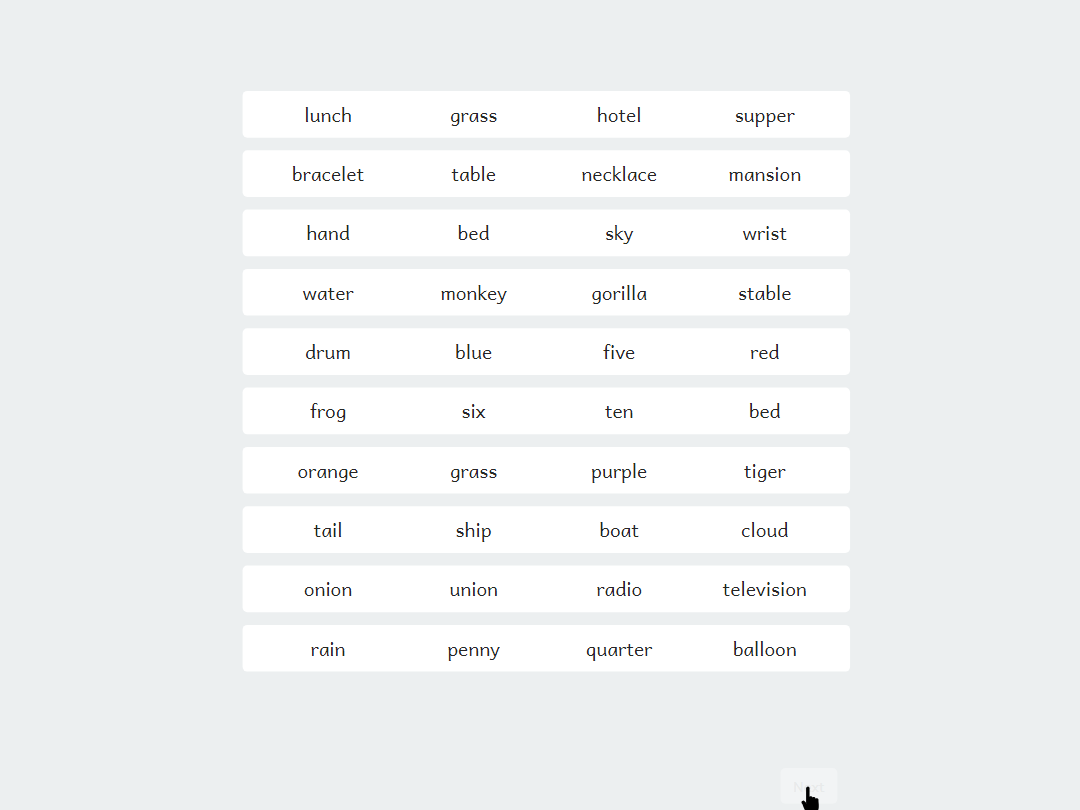 lunch grass hotel supper
bracelet table necklace mansion
hand bed sky wrist
water monkey gorilla stable
drum blue five red
frog six ten bed
orange grass purple tiger
tail ship boat cloud
onion union radio television
rain penny quarter balloon
Next